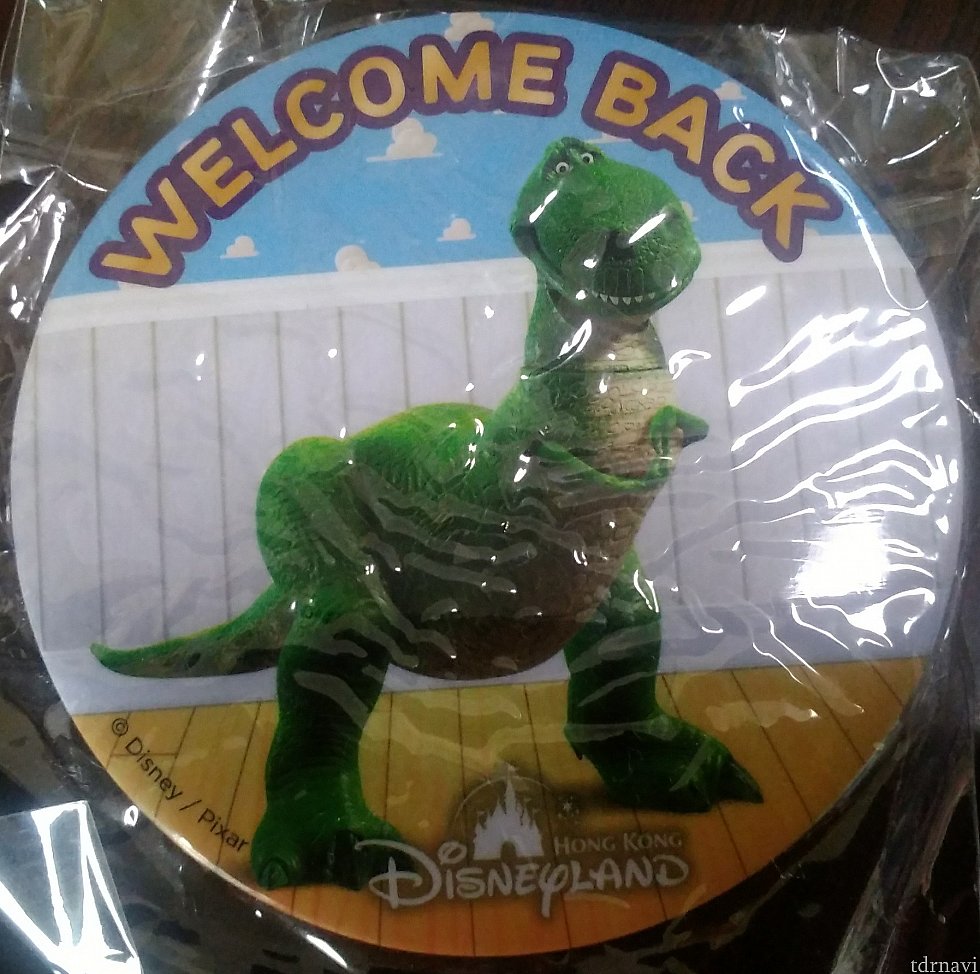 WELCOME BACK
© Disney / Pixar
HONG KONG
DISNEYLAND
tdrnavi